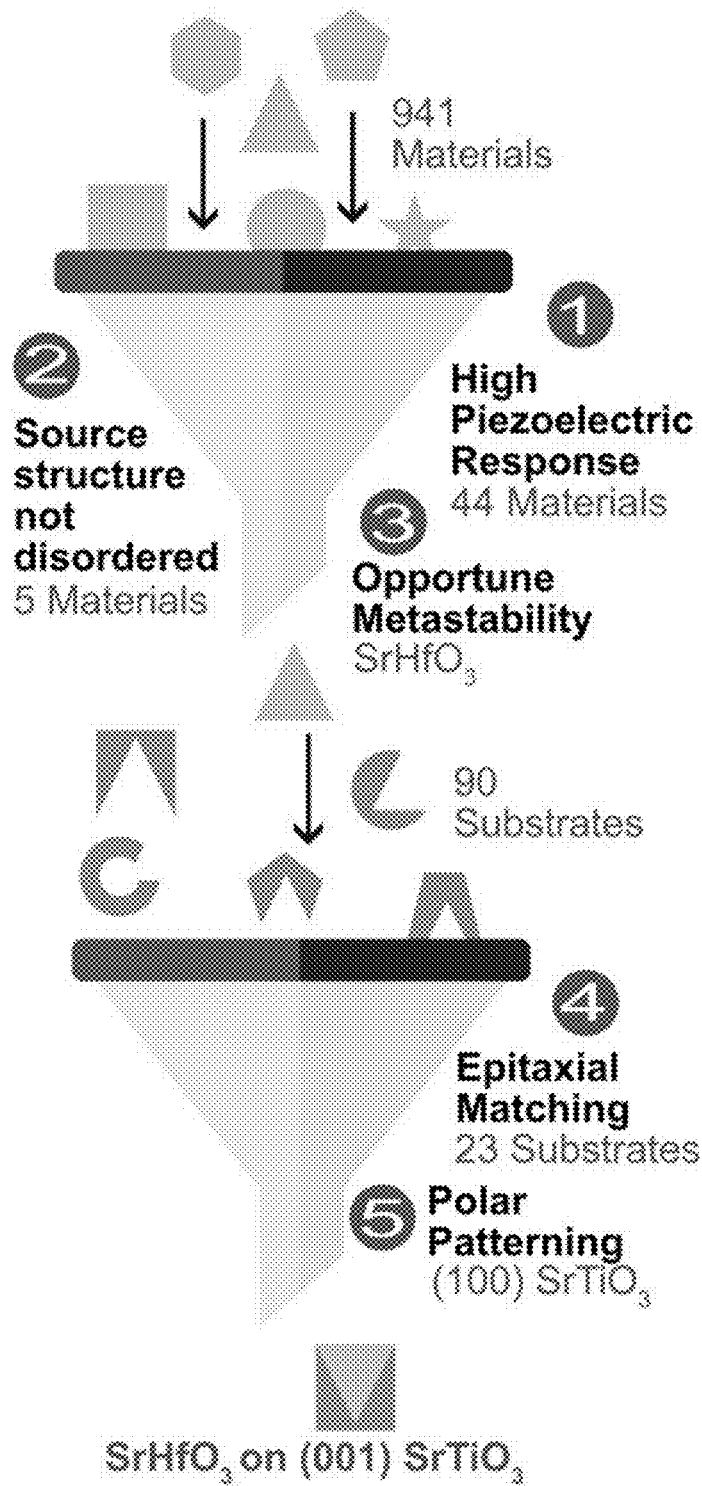 941
Materials
1
High
Piezoelectric
Response
44 Materials
2
Source
structure
not
disordered
5 Materials
3
Opportune
Metastability
SrHfO₃
90
Substrates
4
Epitaxial
Matching
23 Substrates
5
Polar
Patterning
(100) SrTiO₃
SrHfO₃ on (001) SrTiO₃